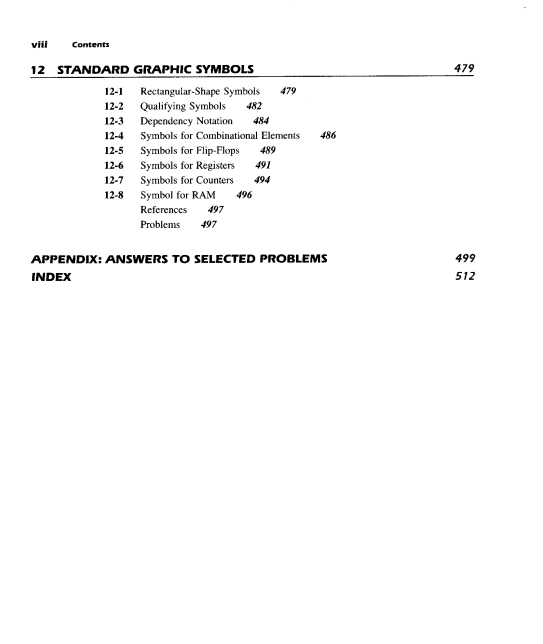 viii Contents
12 STANDARD GRAPHIC SYMBOLS 479
12-1 Rectangular-Shape Symbols 479
12-2 Qualifying Symbols 482
12-3 Dependency Notation 484
12-4 Symbols for Combinational Elements 486
12-5 Symbols for Flip-Flops 489
12-6 Symbols for Registers 491
12-7 Symbols for Counters 494
12-8 Symbol for RAM 496
References 497
Problems 497
APPENDIX: ANSWERS TO SELECTED PROBLEMS 499
INDEX 512